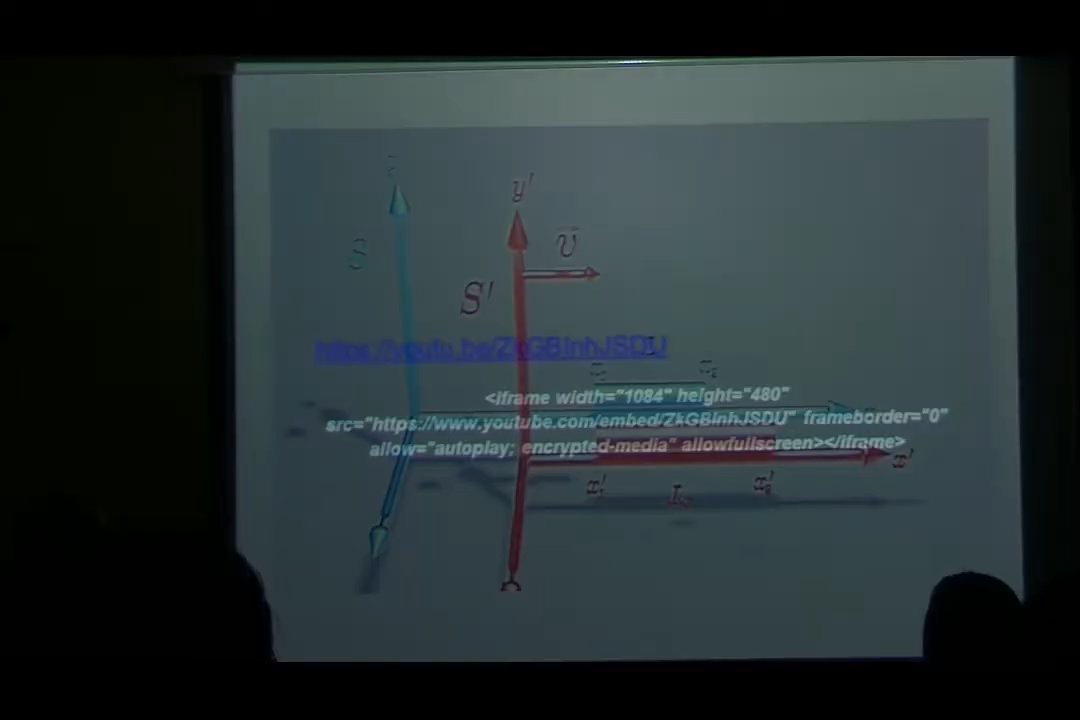 y'
S
v
S'
https://youtu.be/ZkGBInhJSDU
<iframe width="1084" height="480"
src="https://www.youtube.com/embed/ZkGBInhJSDU" frameborder="0"
allow="autoplay; encrypted-media" allowfullscreen></iframe>
x'